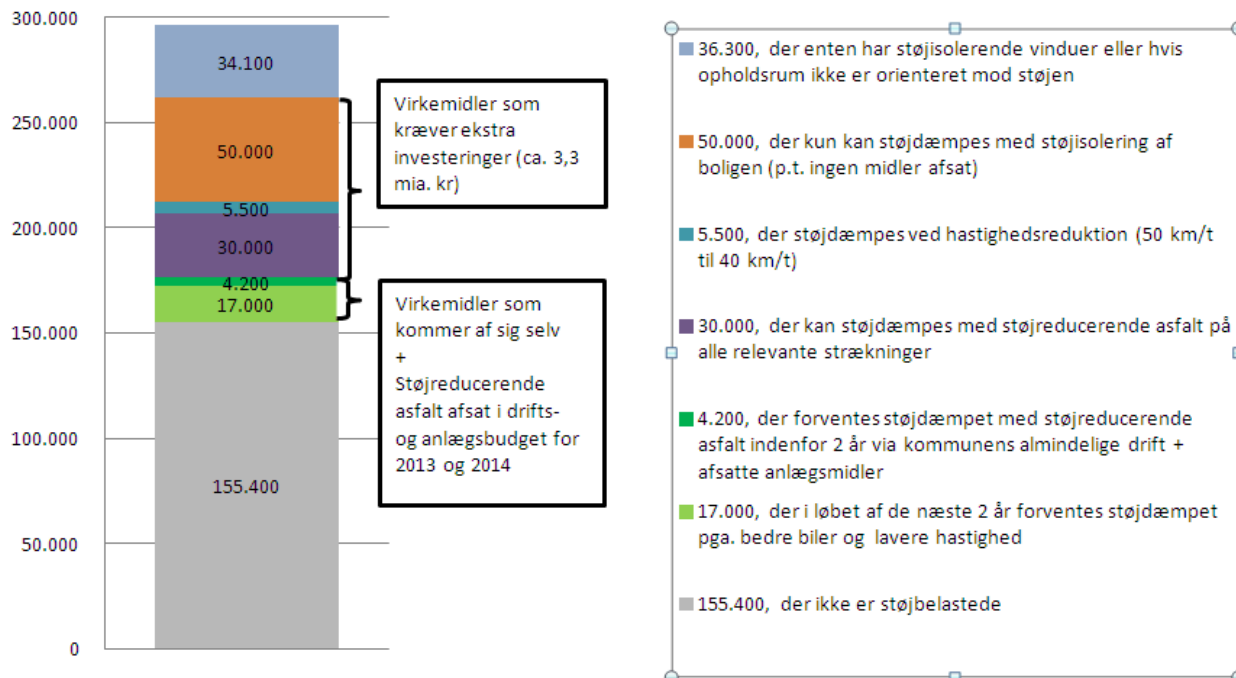 300.000
250.000
200.000
150.000
100.000
50.000
0
34.100
50.000
5.500
30.000
4.200
17.000
155.400
Virkemidler som
kræver ekstra
investeringer (ca. 3,3
mia. kr)
Virkemidler som
kommer af sig selv
+
Støjreducerende
asfalt afsat i drifts-
og anlægsbudget for
2013 og 2014
36.300, der enten har støjisolerende vinduer eller hvis
opholdsrum ikke er orienteret mod støjen
50.000, der kun kan støjdæmpes med støjisolering af
boligen (p.t. ingen midler afsat)
5.500, der støjdæmpes ved hastighedsreduktion (50 km/t
til 40 km/t)
30.000, der kan støjdæmpes med støjreducerende asfalt på
alle relevante strækninger
4.200, der forventes støjdæmpet med støjreducerende
asfalt indenfor 2 år via kommunens almindelige drift +
afsatte anlægsmidler
17.000, der i løbet af de næste 2 år forventes støjdæmpet
pga. bedre biler og lavere hastighed
155.400, der ikke er støjbelastede